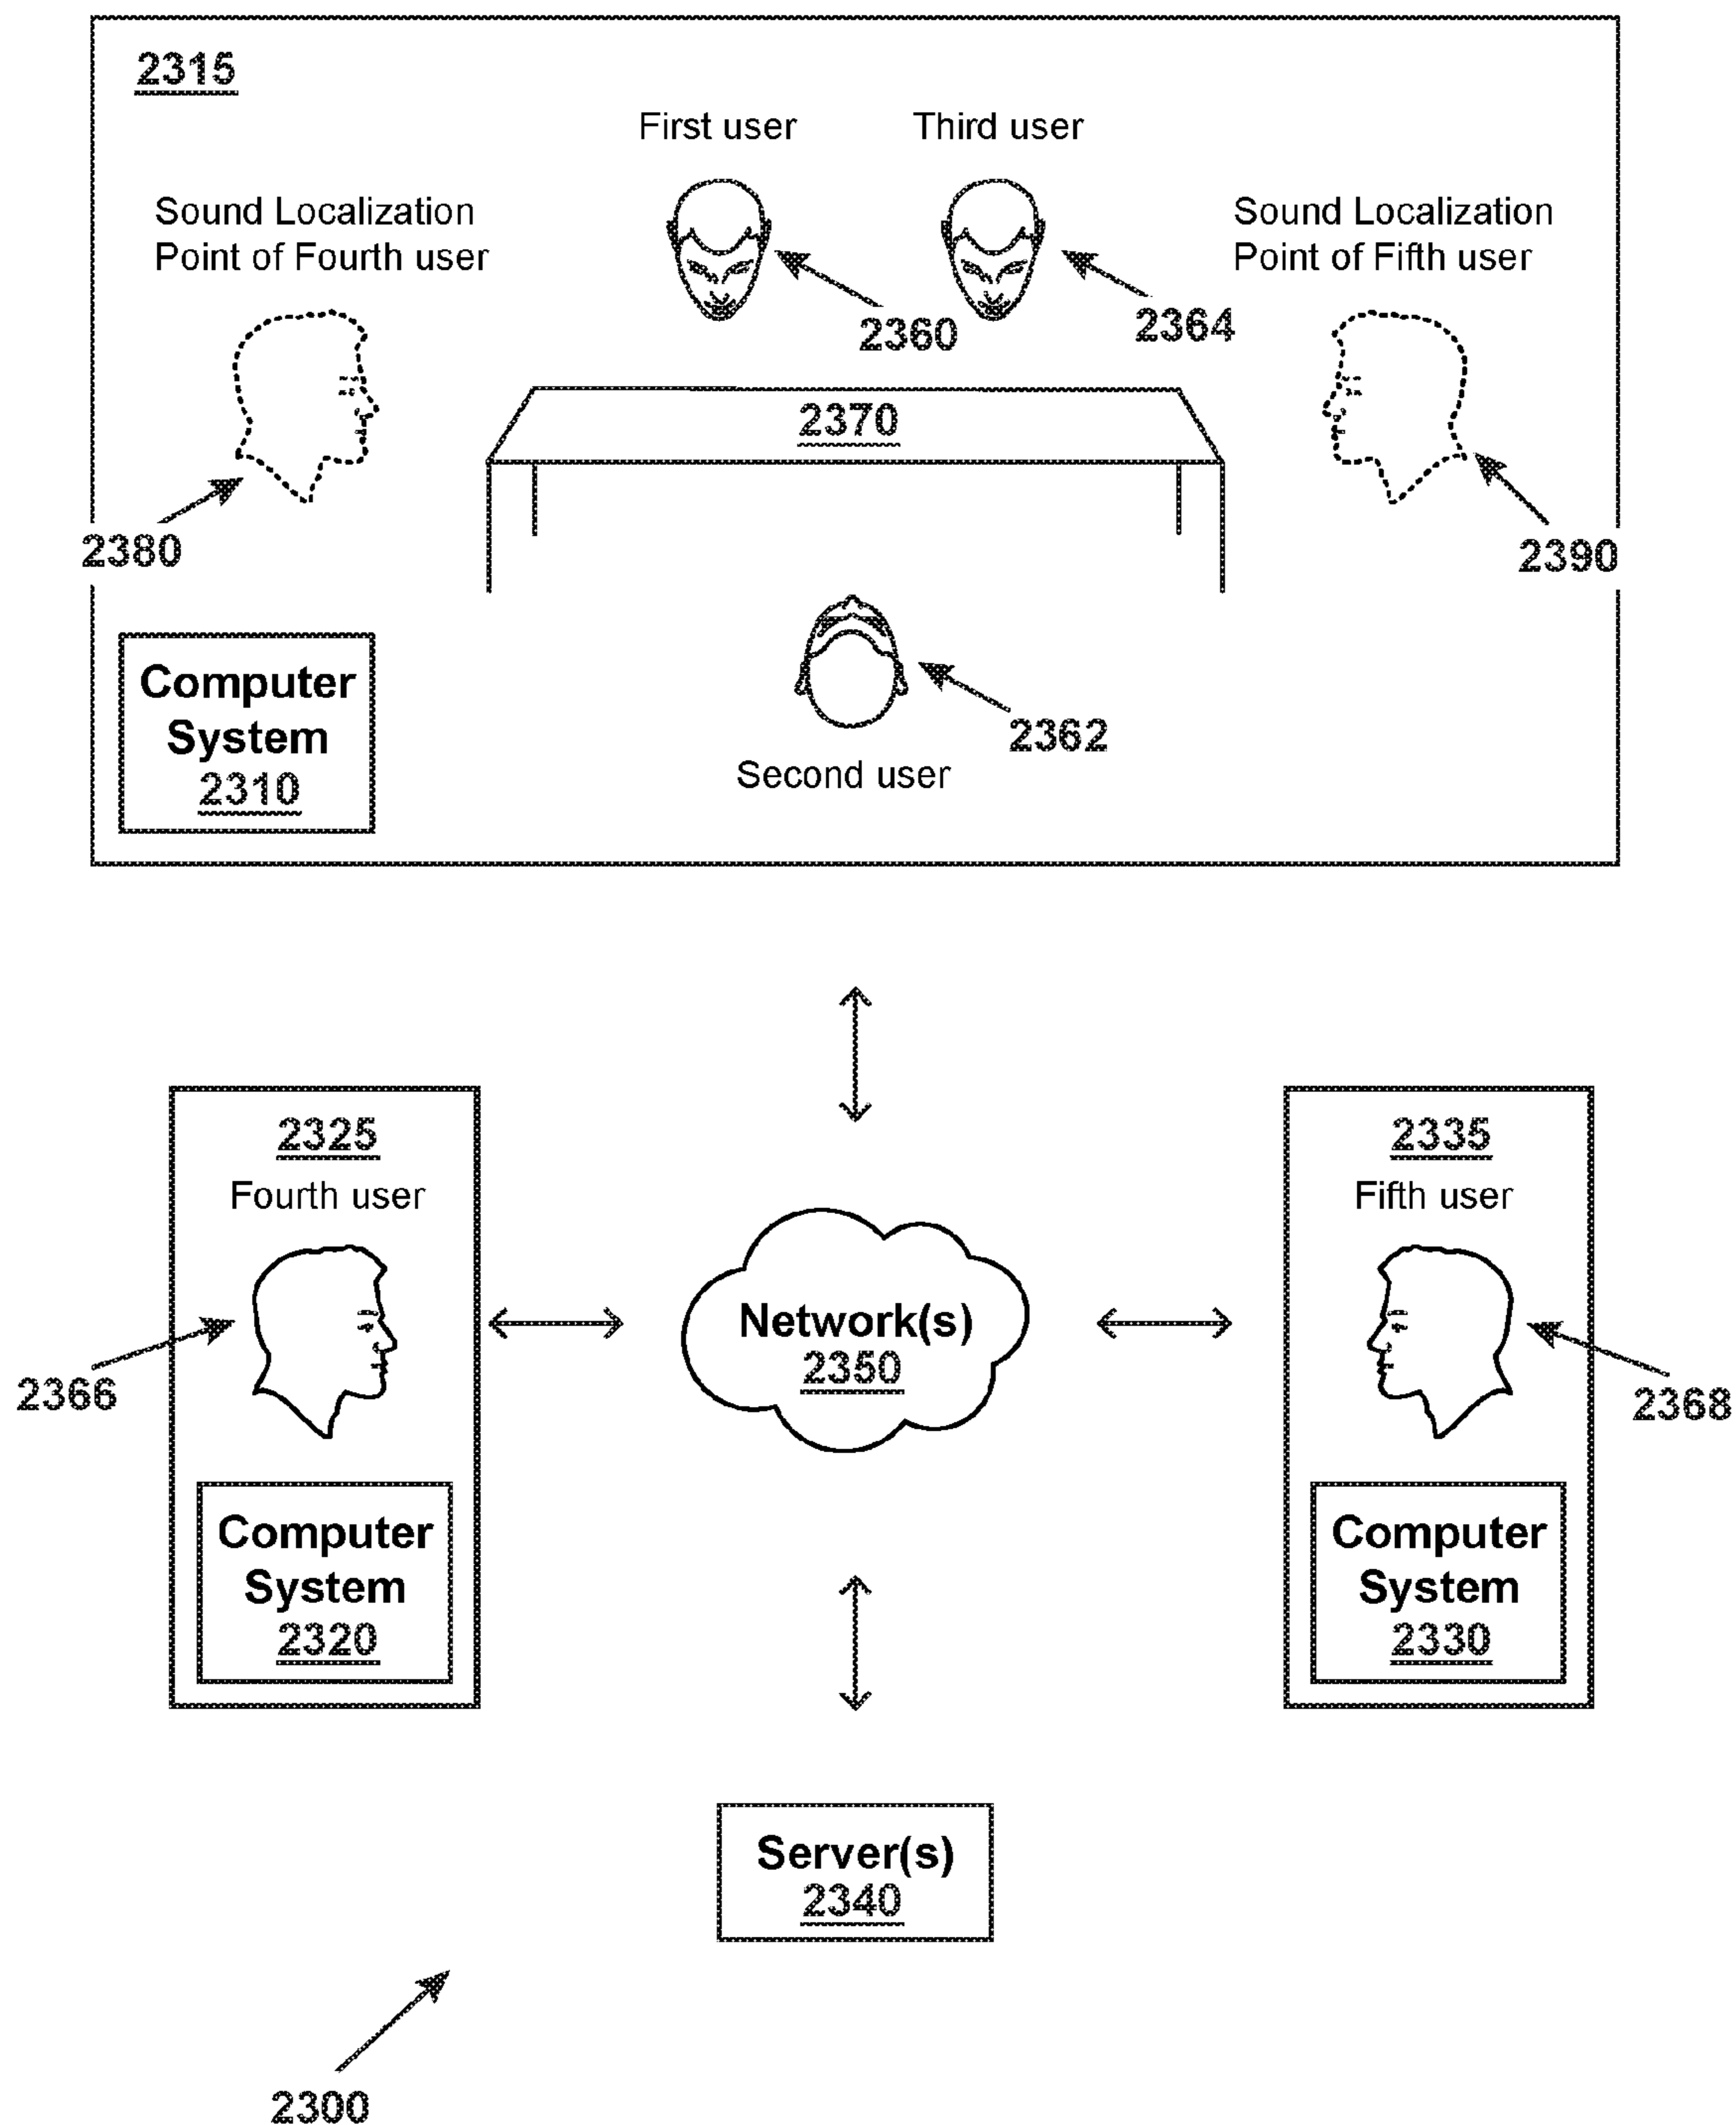 2315
First user
Third user
Sound Localization
Point of Fourth user
Sound Localization
Point of Fifth user
2360
2364
2370
2380
2390
Computer
System
2310
2362
Second user
2325
Fourth user
2335
Fifth user
Network(s)
2350
2366
2368
Computer
System
2320
Computer
System
2330
Server(s)
2340
2300